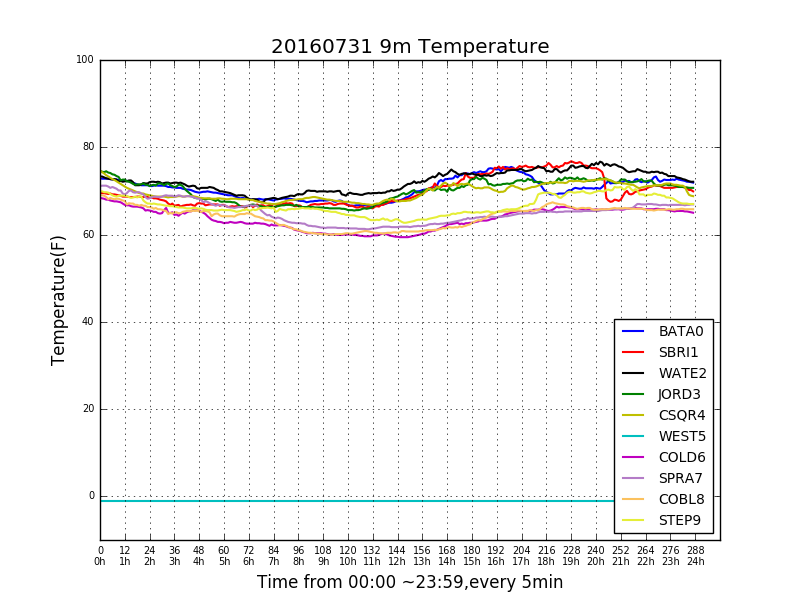 20160731 9m Temperature
100
80
60
40
20
0
Temperature(F)
BATA0
SBRI1
WATE2
JORD3
CSQR4
WEST5
COLD6
SPRA7
COBL8
STEP9
0 12 24 36 48 60 72 84 96 108 120 132 144 156 168 180 192 204 216 228 240 252 264 276 288
0h 1h 2h 3h 4h 5h 6h 7h 8h 9h 10h 11h 12h 13h 14h 15h 16h 17h 18h 19h 20h 21h 22h 23h 24h
Time from 00:00 ~23:59,every 5min